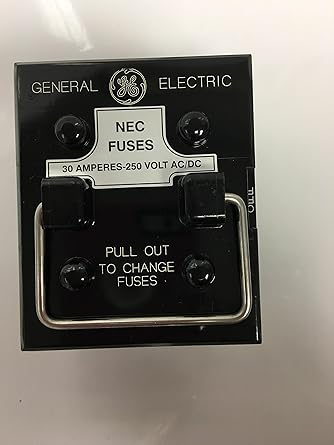 GENERAL ELECTRIC
NEC
FUSES
30 AMPERES-250 VOLT AC/DC
PULL OUT
TO CHANGE
FUSES